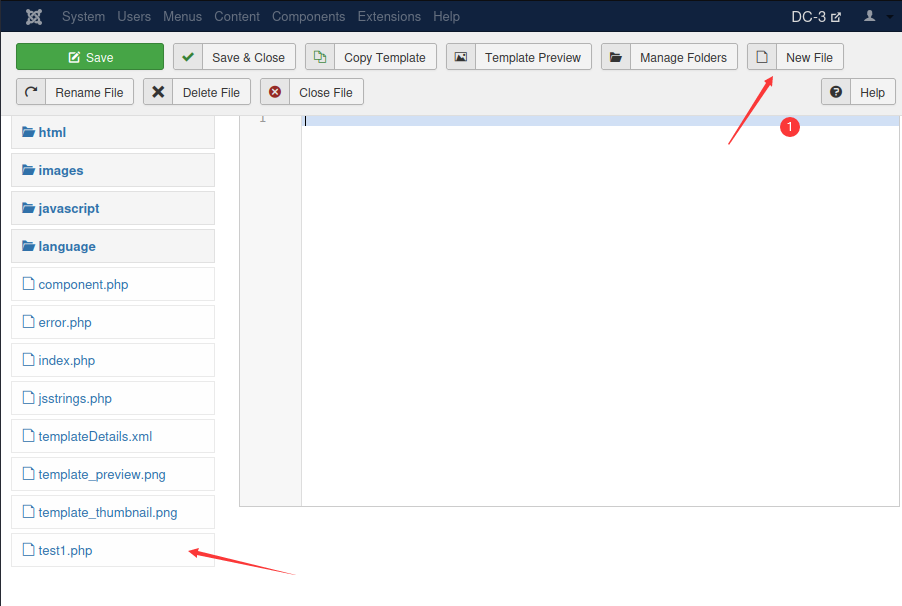 System Users Menus Content Components Extensions Help DC-3
Save Save & Close Copy Template Template Preview Manage Folders New File
Rename File Delete File Close File Help
1
html
1
images
javascript
language
component.php
error.php
index.php
jsstrings.php
templateDetails.xml
template_preview.png
template_thumbnail.png
test1.php